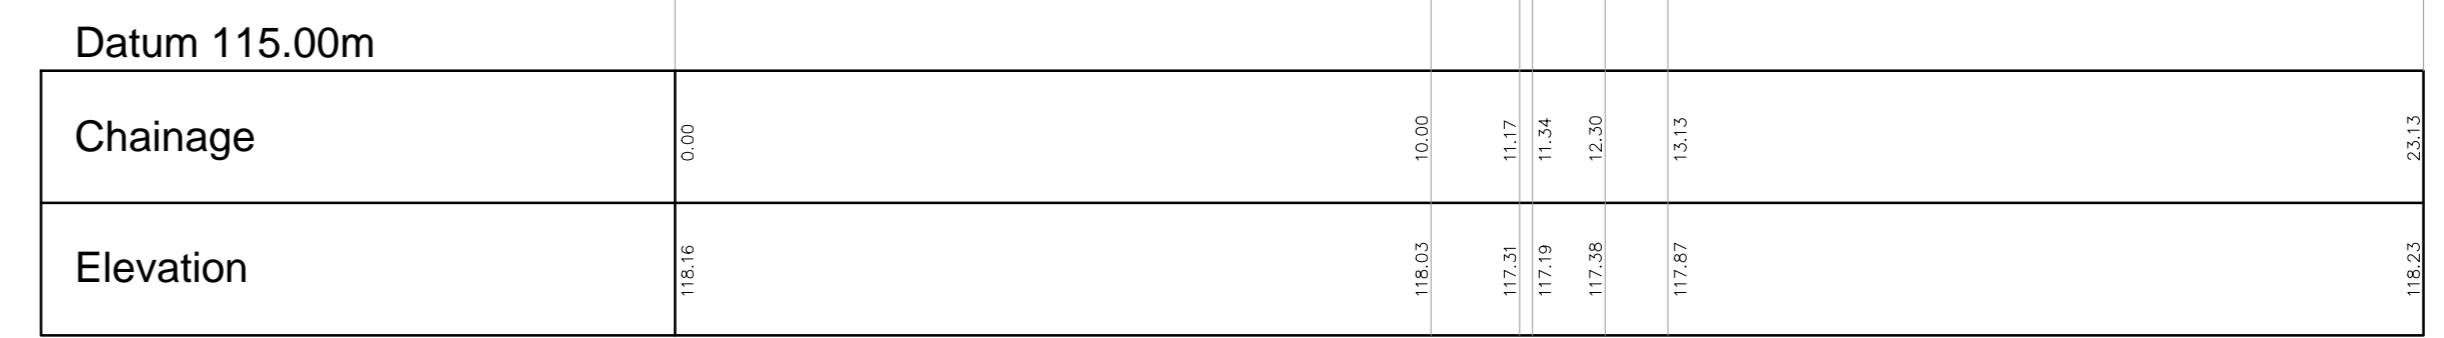 Datum 115.00m
Chainage 0.00 10.00 11.17 11.34 12.30 13.13 23.13
Elevation 118.16 118.03 117.31 117.19 117.38 117.87 118.23